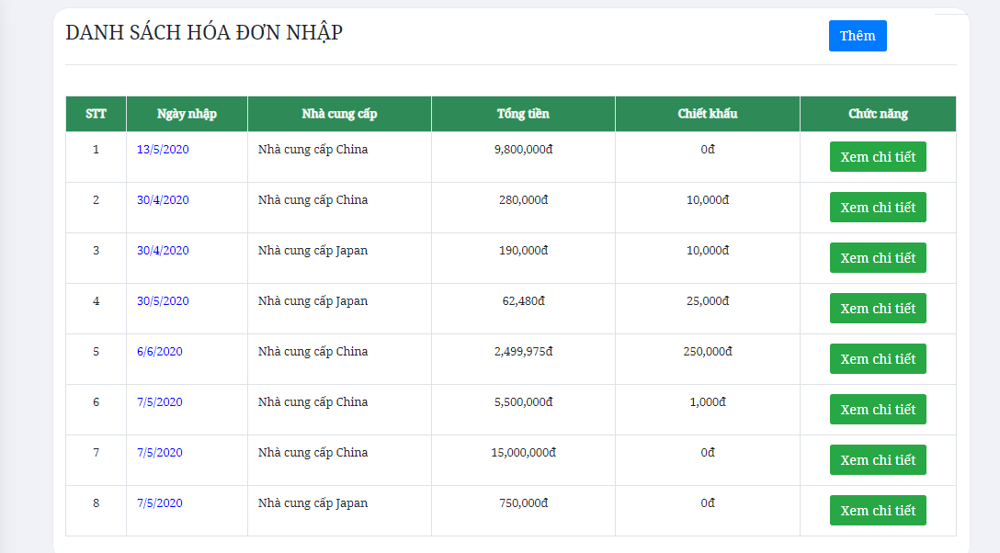 DANH SÁCH HÓA ĐƠN NHẬP
Thêm
STT Ngày nhập Nhà cung cấp Tổng tiền Chiết khấu Chức năng
1 13/5/2020 Nhà cung cấp China 9,800,000đ 0đ Xem chi tiết
2 30/4/2020 Nhà cung cấp China 280,000đ 10,000đ Xem chi tiết
3 30/4/2020 Nhà cung cấp Japan 190,000đ 10,000đ Xem chi tiết
4 30/5/2020 Nhà cung cấp Japan 62,480đ 25,000đ Xem chi tiết
5 6/6/2020 Nhà cung cấp China 2,499,975đ 250,000đ Xem chi tiết
6 7/5/2020 Nhà cung cấp China 5,500,000đ 1,000đ Xem chi tiết
7 7/5/2020 Nhà cung cấp China 15,000,000đ 0đ Xem chi tiết
8 7/5/2020 Nhà cung cấp Japan 750,000đ 0đ Xem chi tiết